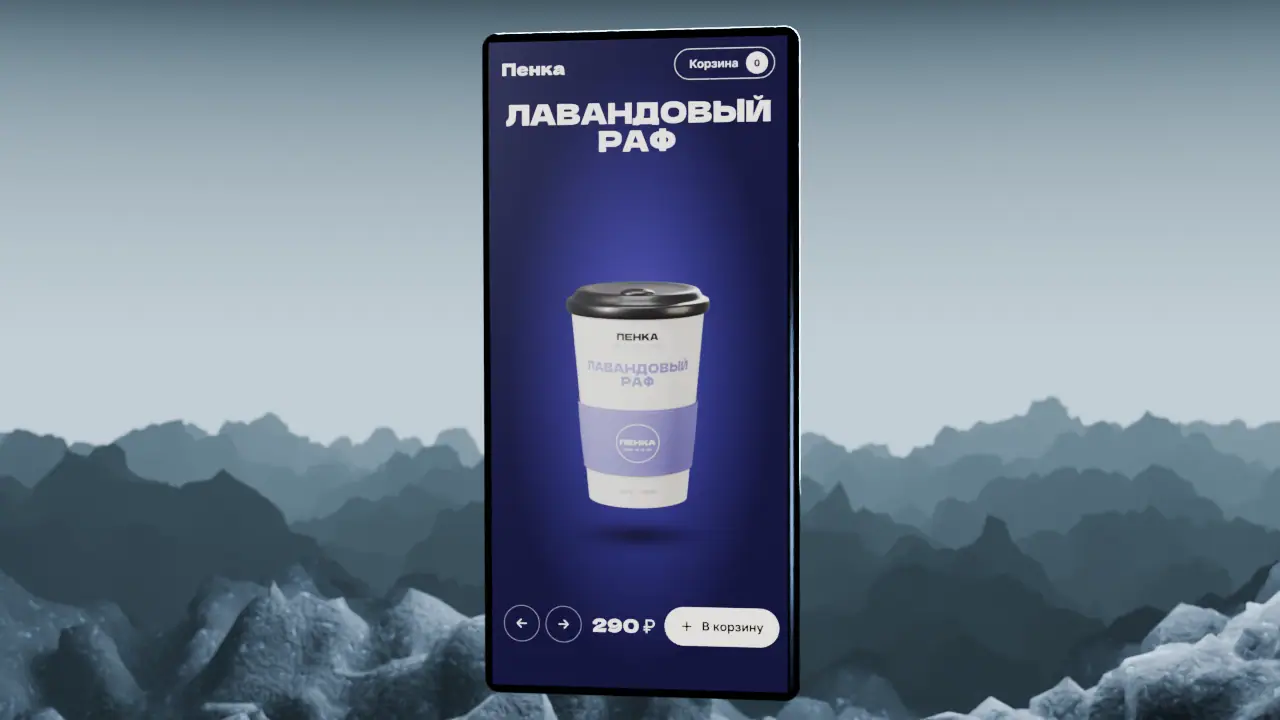 Пенка
Корзина 0
ЛАВАНДОВЫЙ
РАФ
ПЕНКА
ЛАВАНДОВЫЙ
РАФ
ПЕНКА
290 ₽
+ В корзину